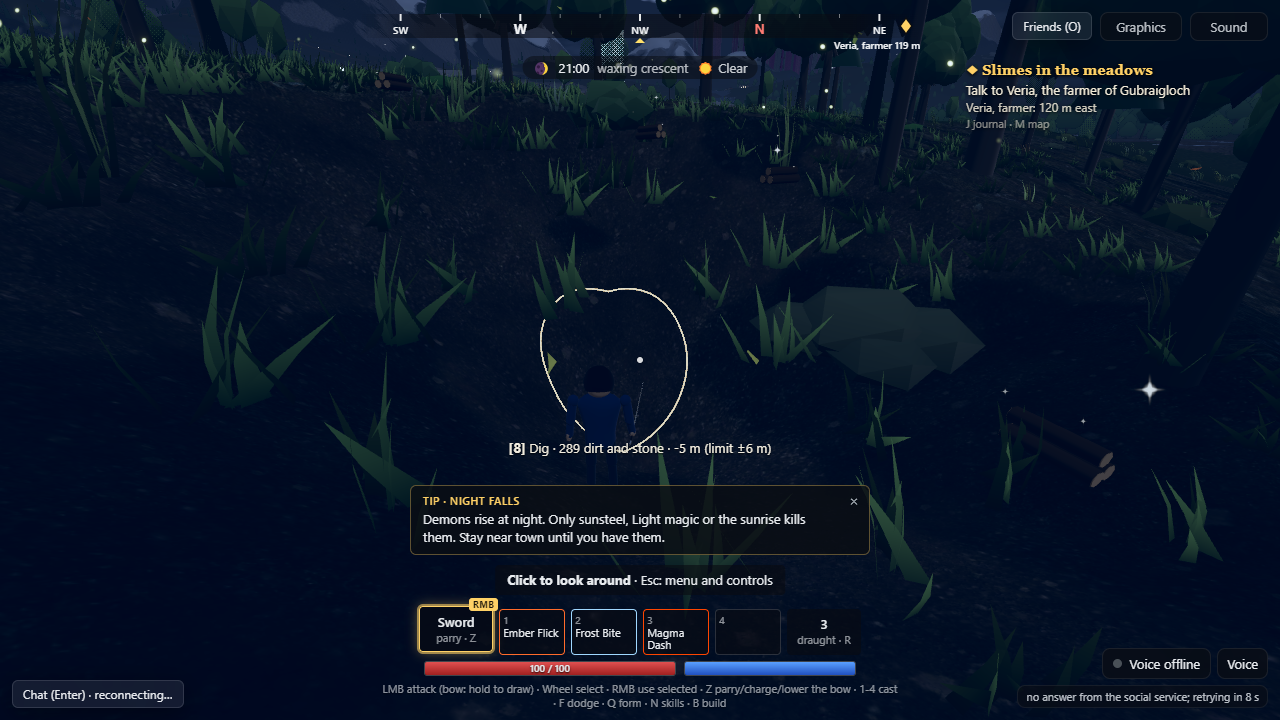 SW
W
NW
N
NE
Veria, farmer 119 m
21:00 waxing crescent Clear
Friends (O)
Graphics
Sound
Slimes in the meadows
Talk to Veria, the farmer of Gubraigloch
Veria, farmer: 120 m east
J journal · M map
[8] Dig · 289 dirt and stone · -5 m (limit ±6 m)
TIP · NIGHT FALLS
×
Demons rise at night. Only sunsteel, Light magic or the sunrise kills
them. Stay near town until you have them.
Click to look around · Esc: menu and controls
RMB
Sword
parry · Z
1
Ember Flick
2
Frost Bite
3
Magma
Dash
4
3
draught · R
100 / 100
LMB attack (bow: hold to draw) · Wheel select · RMB use selected · Z parry/charge/lower the bow · 1-4 cast
· F dodge · Q form · N skills · B build
Chat (Enter) · reconnecting...
Voice offline
Voice
no answer from the social service; retrying in 8 s